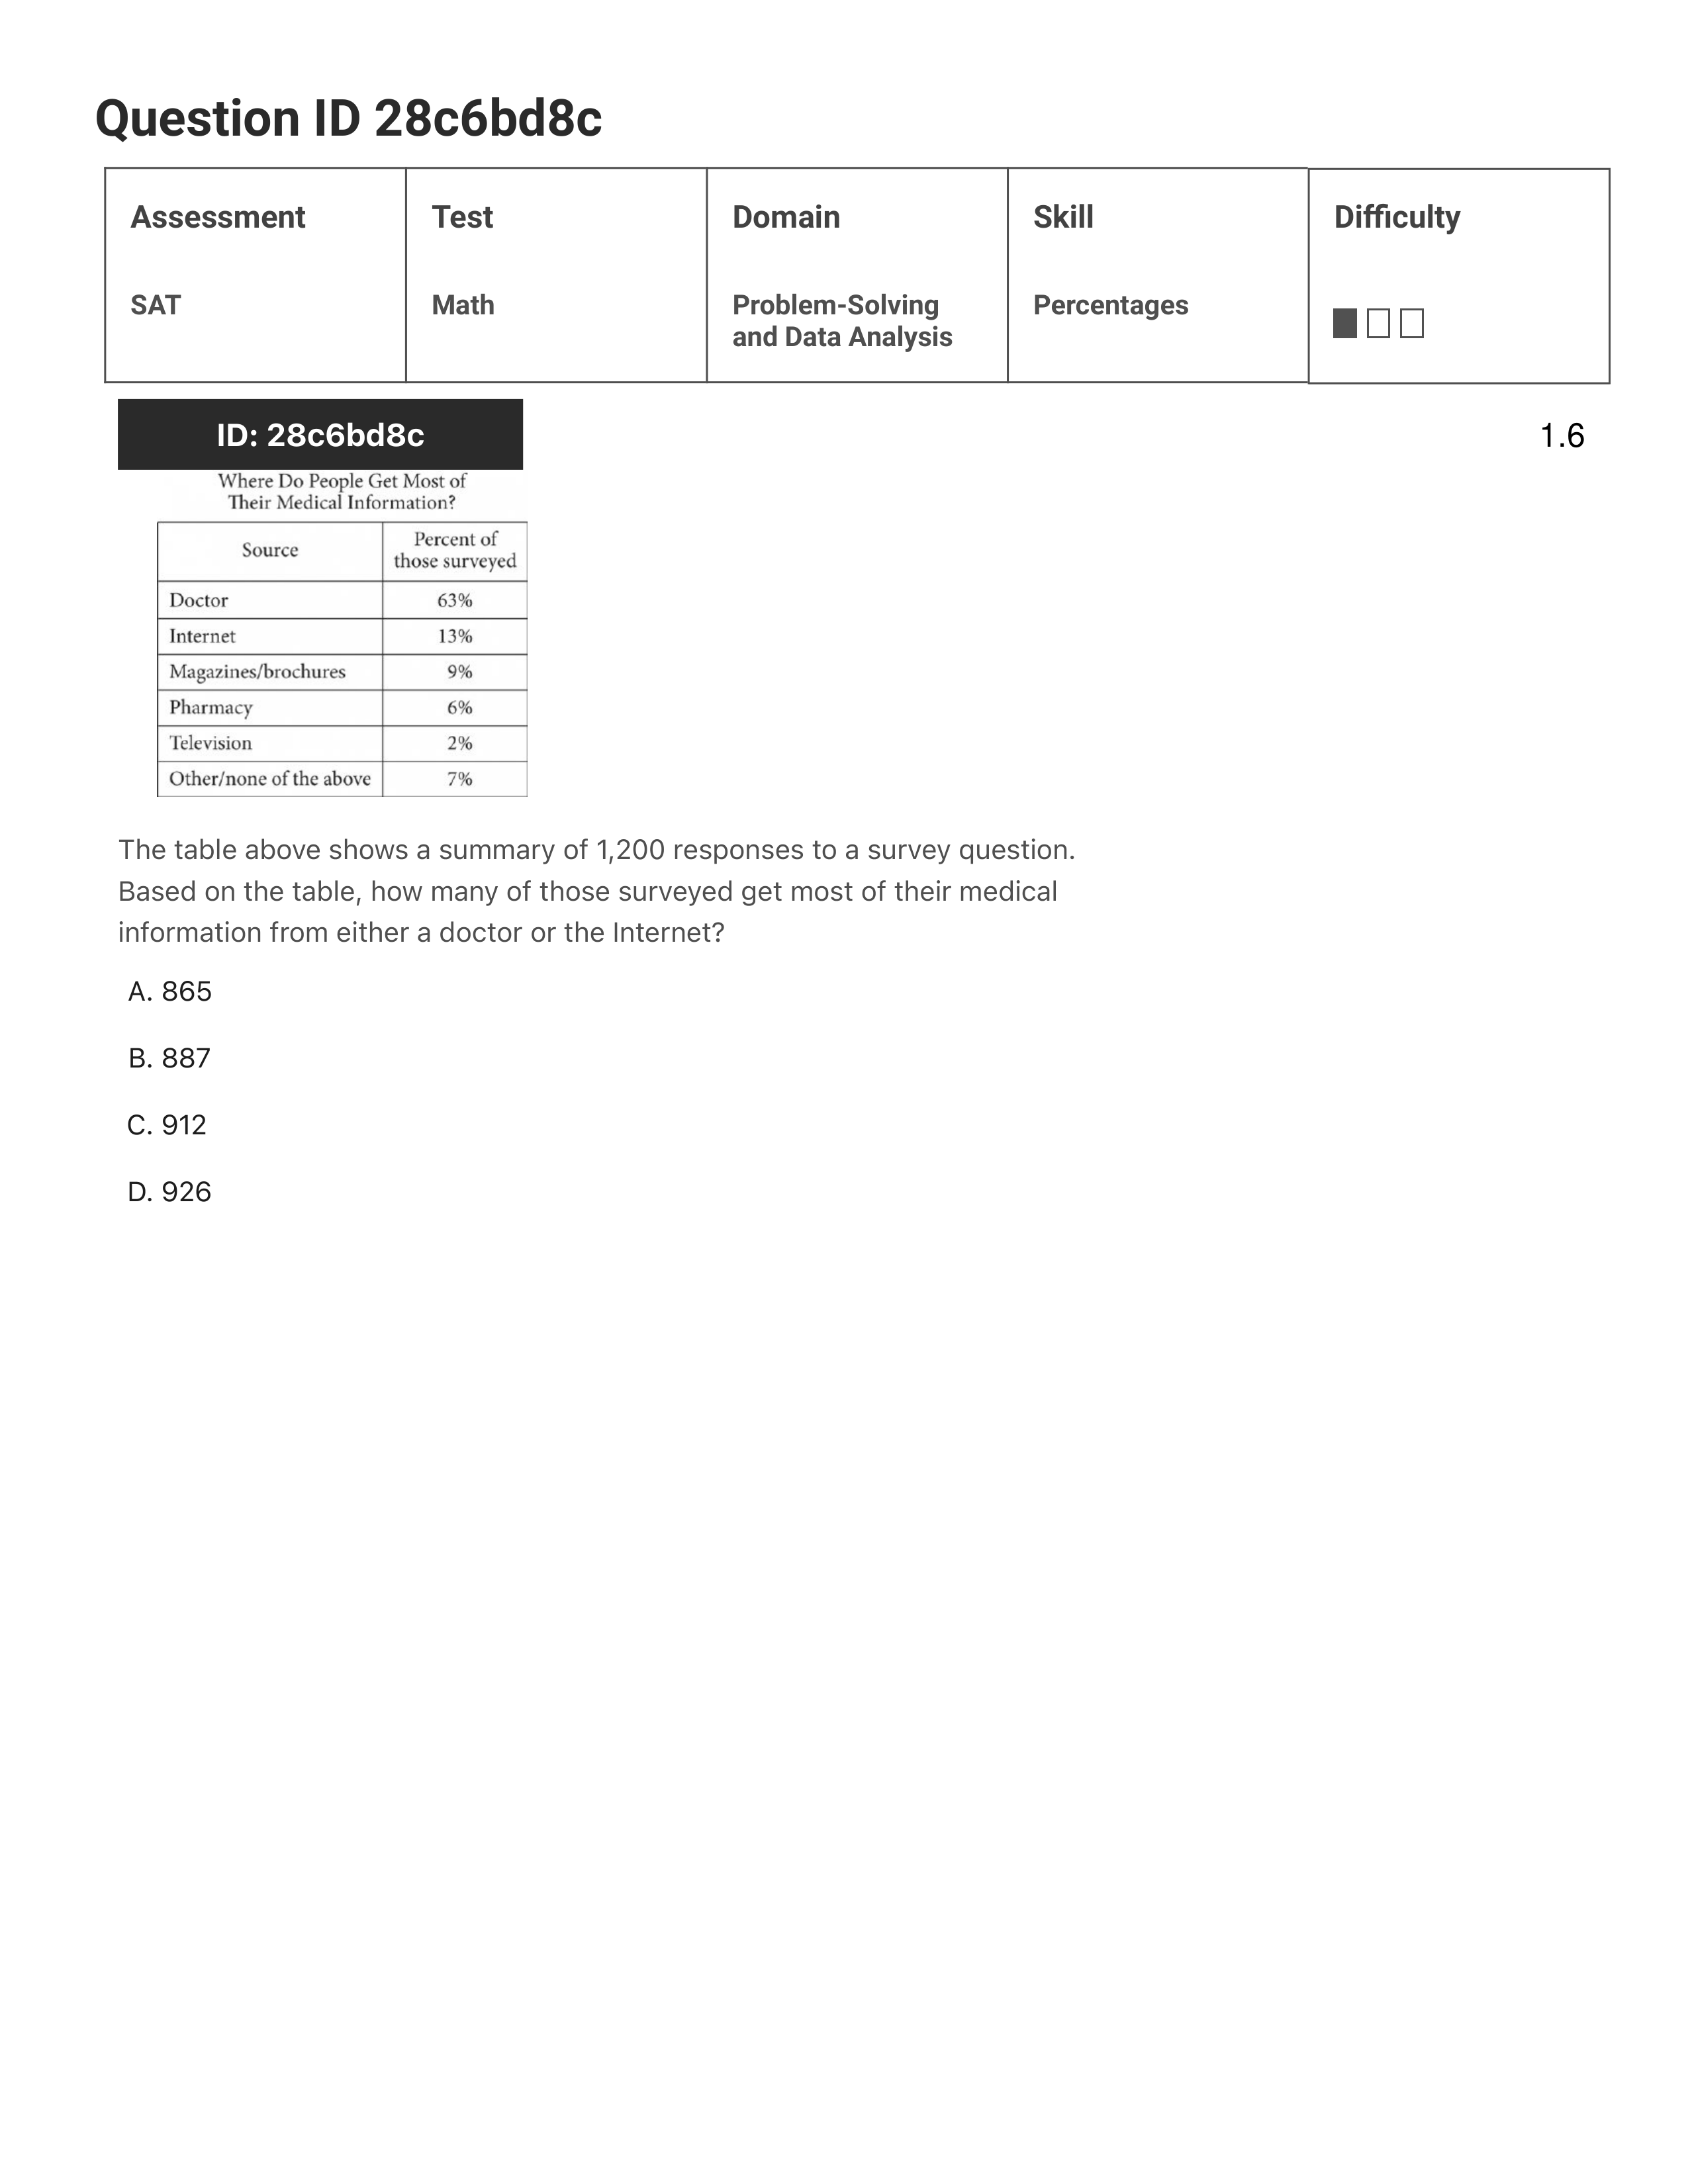 Question ID 28c6bd8c
Assessment Test Domain Skill Difficulty
SAT Math Problem-Solving and Data Analysis Percentages
ID: 28c6bd8c 1.6
Where Do People Get Most of
Their Medical Information?
Source Percent of those surveyed
Doctor 63%
Internet 13%
Magazines/brochures 9%
Pharmacy 6%
Television 2%
Other/none of the above 7%
The table above shows a summary of 1,200 responses to a survey question.
Based on the table, how many of those surveyed get most of their medical
information from either a doctor or the Internet?
A. 865
B. 887
C. 912
D. 926